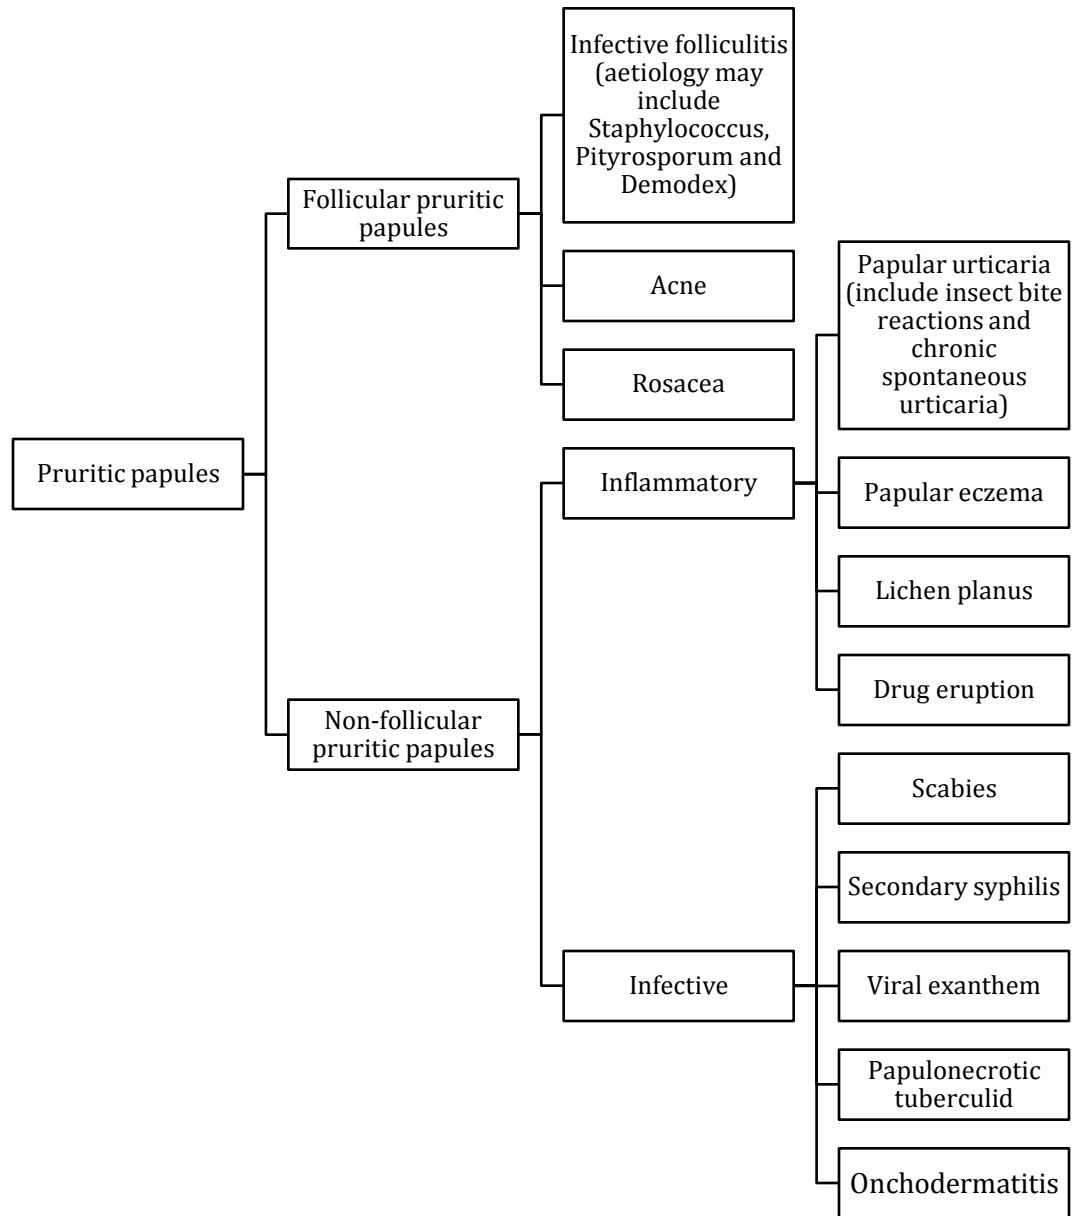 Infective folliculitis
(aetiology may
include
Staphylococcus,
Pityrosporum and
Demodex)
Follicular pruritic
papules
Acne
Rosacea
Pruritic papules
Papular urticaria
(include insect bite
reactions and
chronic
spontaneous
urticaria)
Inflammatory
Papular eczema
Lichen planus
Drug eruption
Non-follicular
pruritic papules
Scabies
Secondary syphilis
Infective
Viral exanthem
Papulonecrotic
tuberculid
Onchodermatitis